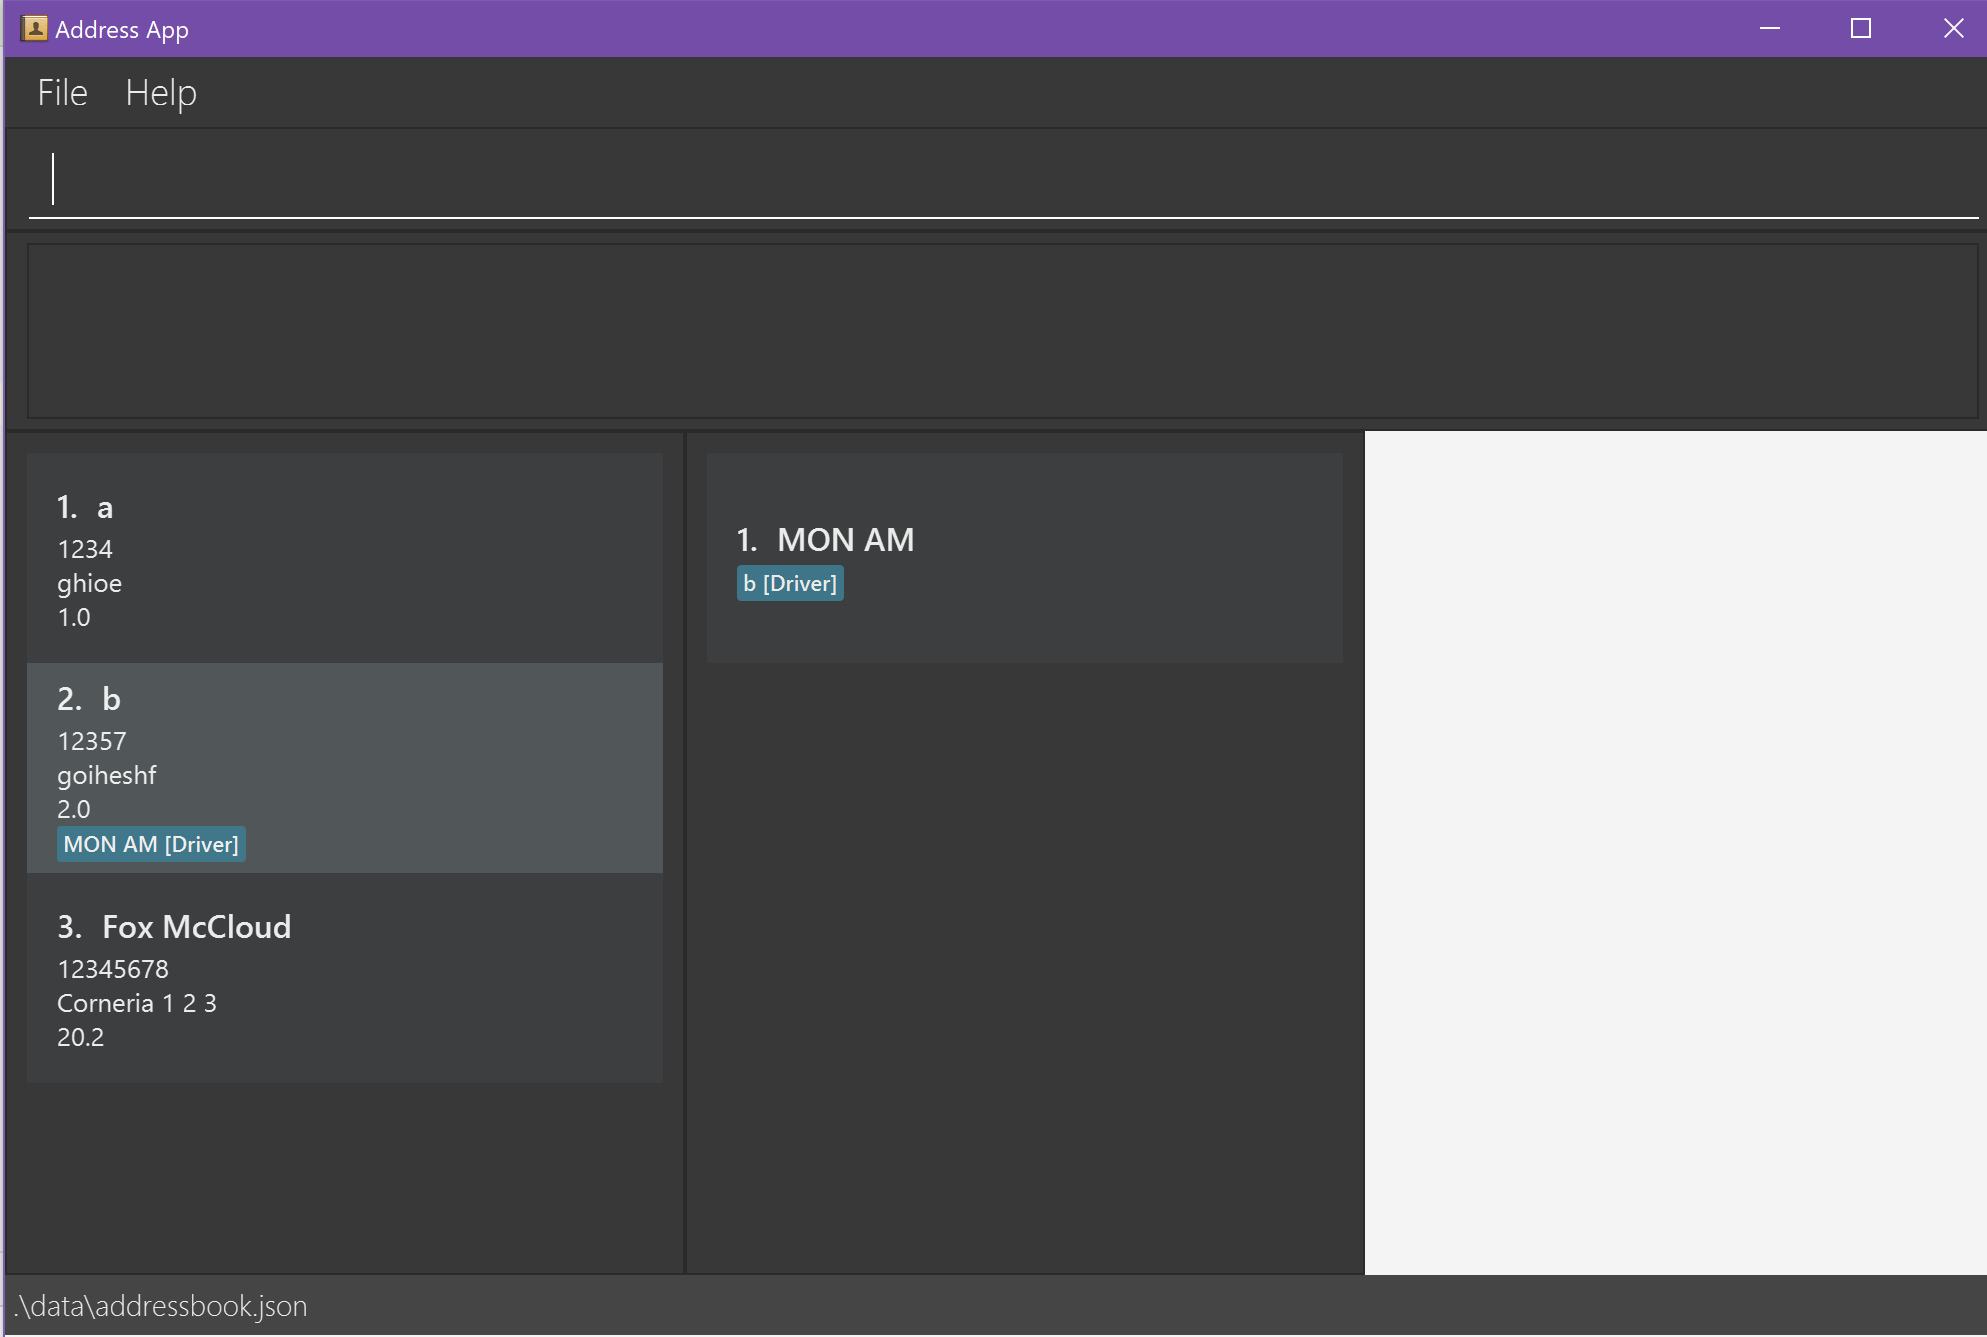 Address App
File Help
1. a
1234
ghioe
1.0
2. b
12357
goiheshf
2.0
MON AM [Driver]
3. Fox McCloud
12345678
Corneria 1 2 3
20.2
1. MON AM
b [Driver]
.\data\addressbook.json